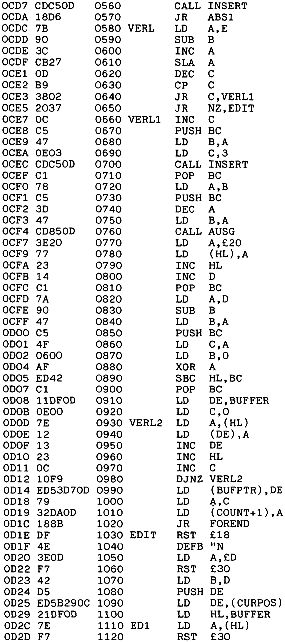 0CD7 CDC50D 0560 CALL INSERT
0CDA 18D6 0570 JR ABS1
0CDC 7B 0580 VERL LD A,E
0CDD 90 0590 SUB B
0CDE 3C 0600 INC A
0CDF CB27 0610 SLA A
0CE1 0D 0620 DEC C
0CE2 B9 0630 CP C
0CE3 3802 0640 JR C,VERL1
0CE5 2037 0650 JR NZ,EDIT
0CE7 0C 0660 VERL1 INC C
0CE8 C5 0670 PUSH BC
0CE9 47 0680 LD B,A
0CEA 0E03 0690 LD C,3
0CEC CDC50D 0700 CALL INSERT
0CEF C1 0710 POP BC
0CF0 78 0720 LD A,B
0CF1 C5 0730 PUSH BC
0CF2 3D 0740 DEC A
0CF3 47 0750 LD B,A
0CF4 CD850D 0760 CALL AUSG
0CF7 3E20 0770 LD A,£20
0CF9 77 0780 LD (HL),A
0CFA 23 0790 INC HL
0CFB 14 0800 INC D
0CFC C1 0810 POP BC
0CFD 7A 0820 LD A,D
0CFE 90 0830 SUB B
0CFF 47 0840 LD B,A
0D00 C5 0850 PUSH BC
0D01 4F 0860 LD C,A
0D02 0600 0870 LD B,0
0D04 AF 0880 XOR A
0D05 ED42 0890 SBC HL,BC
0D07 C1 0900 POP BC
0D08 11DF0D 0910 LD DE,BUFFER
0D0B 0E00 0920 LD C,0
0D0D 7E 0930 VERL2 LD A,(HL)
0D0E 12 0940 LD (DE),A
0D0F 13 0950 INC DE
0D10 23 0960 INC HL
0D11 0C 0970 INC C
0D12 10F9 0980 DJNZ VERL2
0D14 ED53D70D 0990 LD (BUFPTR),DE
0D18 79 1000 LD A,C
0D19 32DA0D 1010 LD (COUNT+1),A
0D1C 188B 1020 JR FOREND
0D1E DF 1030 EDIT RST £18
0D1F 4E 1040 DEFB "N
0D20 3E0D 1050 LD A,£D
0D22 F7 1060 RST £30
0D23 42 1070 LD B,D
0D24 D5 1080 PUSH DE
0D25 ED5B290C 1090 LD DE,(CURPOS)
0D29 21DF0D 1100 LD HL,BUFFER
0D2C 7E 1110 ED1 LD A,(HL)
0D2D F7 1120 RST £30